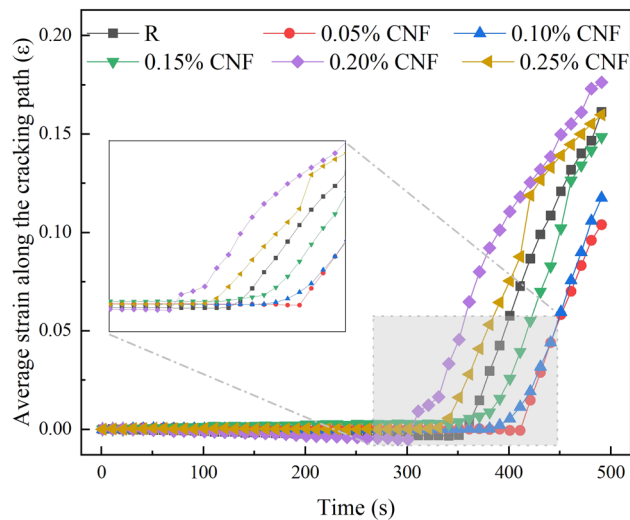 R 0.05% CNF 0.10% CNF
0.15% CNF 0.20% CNF 0.25% CNF
Average strain along the cracking path (ε)
0.20
0.15
0.10
0.05
0.00
0 100 200 300 400 500
Time (s)